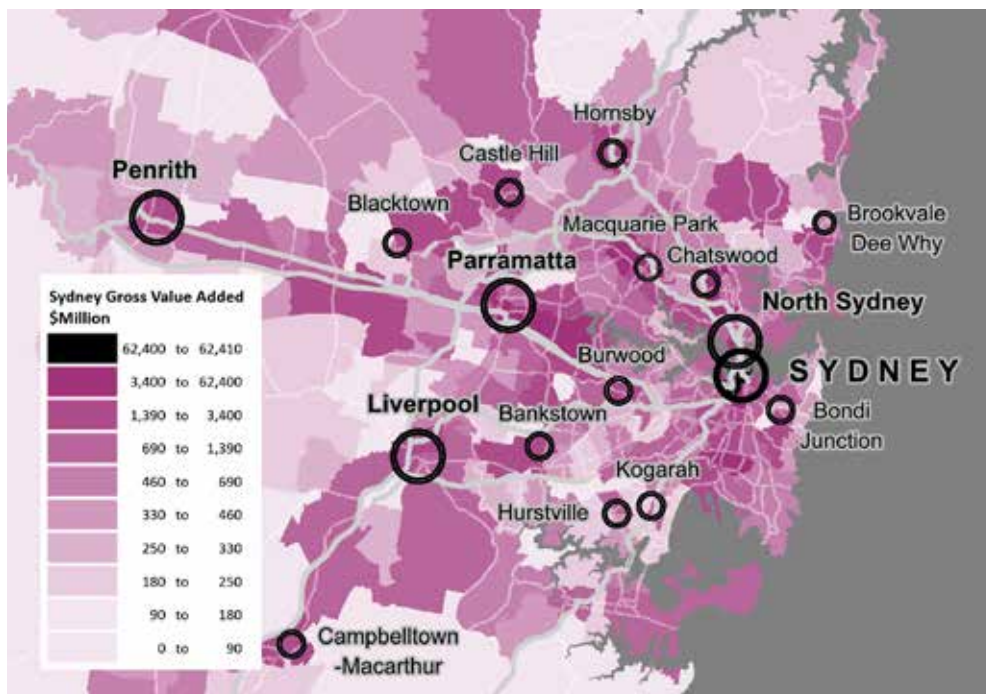 Hornsby
Castle Hill
Penrith
Blacktown
Macquarie Park
Brookvale
Dee Why
Chatswood
Parramatta
North Sydney
Burwood
SYDNEY
Liverpool
Bankstown
Bondi
Junction
Kogarah
Hurstville
Campbelltown
-Macarthur
Sydney Gross Value Added
$Million
62,400 to 62,410
3,400 to 62,400
1,390 to 3,400
690 to 1,390
460 to 690
330 to 460
250 to 330
180 to 250
90 to 180
0 to 90